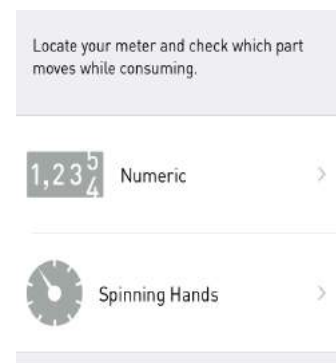 Locate your meter and check which part
moves while consuming.
1,23 5 4 Numeric
Spinning Hands